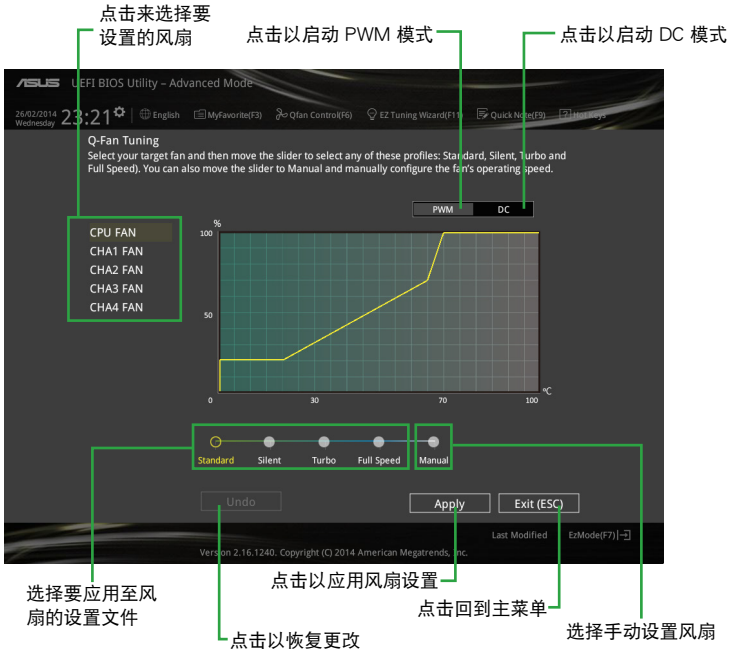 点击来选择要
设置的风扇
点击以启动 PWM 模式
点击以启动 DC 模式
ASUS UEFI BIOS Utility – Advanced Mode
26/02/2014
Wednesday
23:21
English
MyFavorite(F3)
Qfan Control(F6)
EZ Tuning Wizard(F11)
Quick Note(F9)
Hot Keys
Q-Fan Tuning
Select your target fan and then move the slider to select any of these profiles: Standard, Silent, Turbo and
Full Speed). You can also move the slider to Manual and manually configure the fan's operating speed.
PWM DC
CPU FAN
CHA1 FAN
CHA2 FAN
CHA3 FAN
CHA4 FAN
%
100
50
0 30 70 100
ºC
Standard Silent Turbo Full Speed Manual
Undo Apply Exit (ESC)
Last Modified EzMode(F7)
Version 2.16.1240. Copyright (C) 2014 American Megatrends, Inc.
选择要应用至风
扇的设置文件
点击以应用风扇设置
点击回到主菜单
选择手动设置风扇
点击以恢复更改